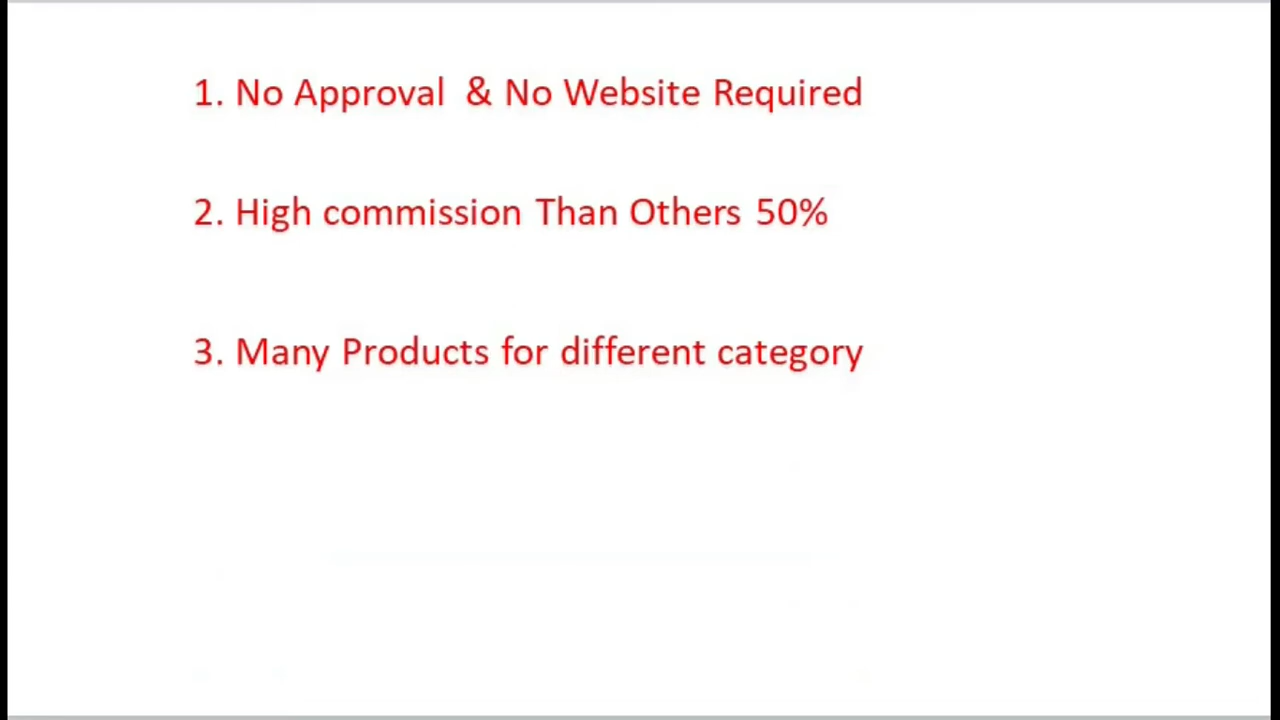 1. No Approval & No Website Required
2. High commission Than Others 50%
3. Many Products for different category